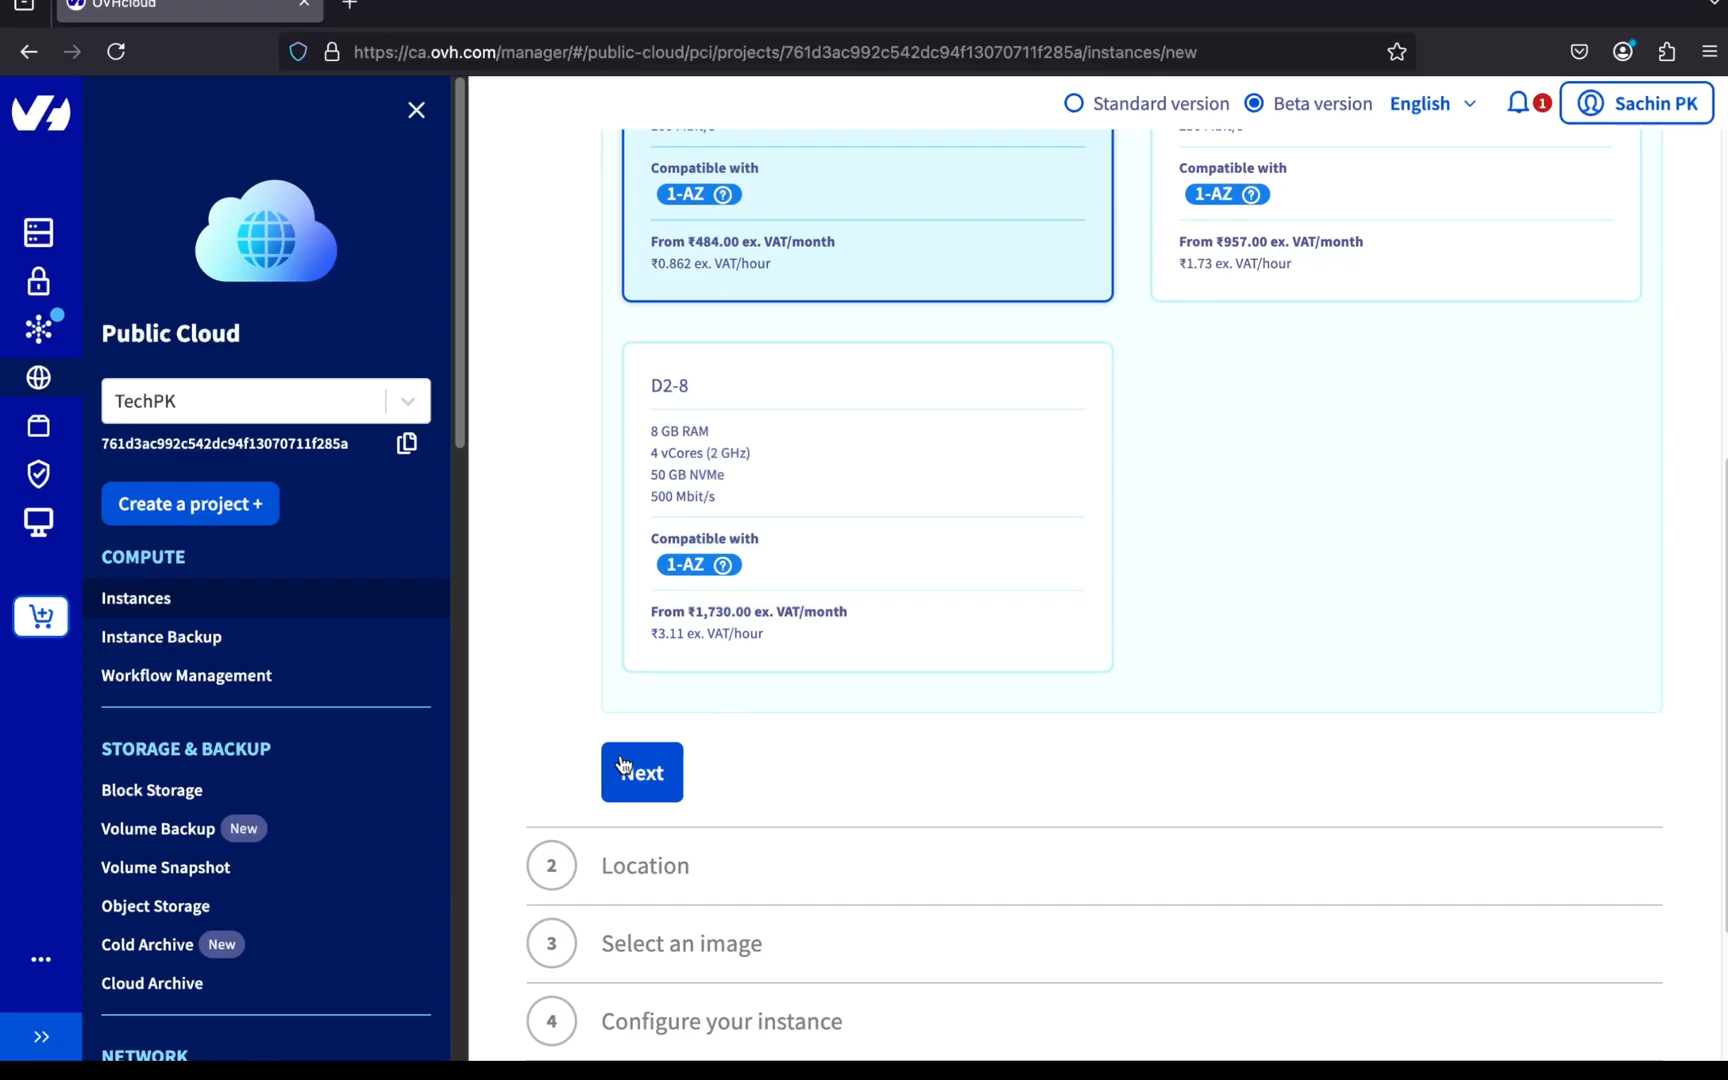 OVHcloud
https://ca.ovh.com/manager/#/public-cloud/pci/projects/761d3ac992c542dc94f13070711f285a/instances/new
Standard version
Beta version
English
1
Sachin PK
Public Cloud
TechPK
761d3ac992c542dc94f13070711f285a
Create a project +
COMPUTE
Instances
Instance Backup
Workflow Management
STORAGE & BACKUP
Block Storage
Volume Backup New
Volume Snapshot
Object Storage
Cold Archive New
Cloud Archive
NETWORK
Compatible with
1-AZ ?
From ₹484.00 ex. VAT/month
₹0.862 ex. VAT/hour
Compatible with
1-AZ ?
From ₹957.00 ex. VAT/month
₹1.73 ex. VAT/hour
D2-8
8 GB RAM
4 vCores (2 GHz)
50 GB NVMe
500 Mbit/s
Compatible with
1-AZ ?
From ₹1,730.00 ex. VAT/month
₹3.11 ex. VAT/hour
Next
2 Location
3 Select an image
4 Configure your instance